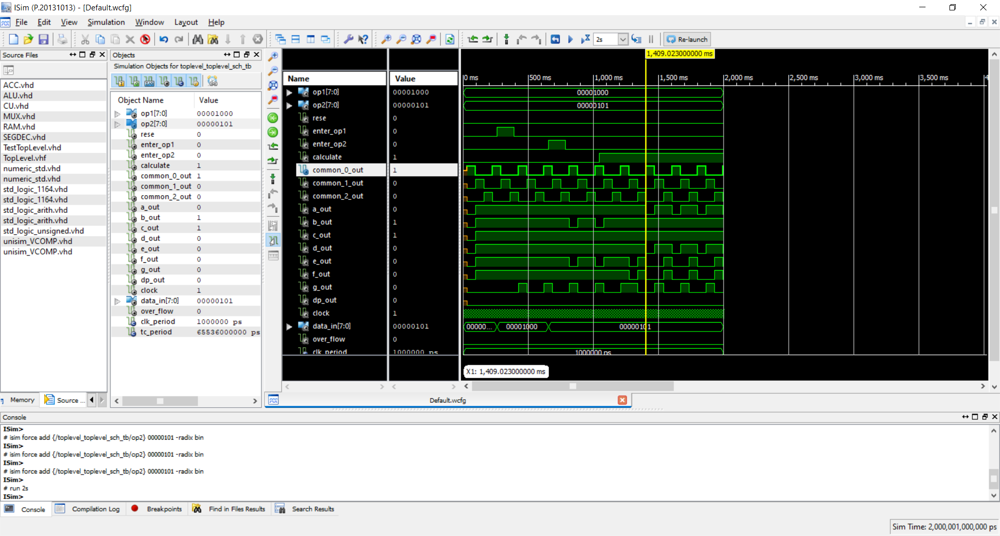 ISim (P.20131013) - [Default.wcfg]
File Edit View Simulation Window Layout Help
2s Re-launch
Source Files
ACC.vhd
ALU.vhd
CU.vhd
MUX.vhd
RAM.vhd
SEGDEC.vhd
TestTopLevel.vhd
TopLevel.vhf
numeric_std.vhd
numeric_std.vhd
std_logic_1164.vhd
std_logic_1164.vhd
std_logic_arith.vhd
std_logic_arith.vhd
std_logic_unsigned.vhd
unisim_VCOMP.vhd
unisim_VCOMP.vhd
Memory Source ...
Objects
Simulation Objects for toplevel_toplevel_sch_tb
Object Name Value
op1[7:0] 00001000
op2[7:0] 00000101
rese 0
enter_op1 0
enter_op2 0
calculate 1
common_0_out 1
common_1_out 0
common_2_out 0
a_out 0
b_out 1
c_out 1
d_out 0
e_out 0
f_out 0
g_out 0
dp_out 0
clock 1
data_in[7:0] 00000101
over_flow 0
clk_period 1000000 ps
tc_period 65536000000 ps
1,409.023000000 ms
Name Value 0 ms 500 ms 1,000 ms 1,500 ms 2,000 ms 2,500 ms 3,000 ms 3,500 ms 4
op1[7:0] 00001000 00001000
op2[7:0] 00000101 00000101
rese 0
enter_op1 0
enter_op2 0
calculate 1
common_0_out 1
common_1_out 0
common_2_out 0
a_out 0
b_out 1
c_out 1
d_out 0
e_out 0
f_out 0
g_out 0
dp_out 0
clock 1
data_in[7:0] 00000101 00000... 00001000 00000101
over_flow 0
clk_period 1000000 ps 1000000 ps
X1: 1,409.023000000 ms
Default.wcfg
Console
ISim>
# isim force add {/toplevel_toplevel_sch_tb/op2} 00000101 -radix bin
ISim>
# isim force add {/toplevel_toplevel_sch_tb/op2} 00000101 -radix bin
ISim>
# isim force add {/toplevel_toplevel_sch_tb/op2} 00000101 -radix bin
ISim>
# run 2s
ISim>
Console Compilation Log Breakpoints Find in Files Results Search Results
Sim Time: 2,000,001,000,000 ps